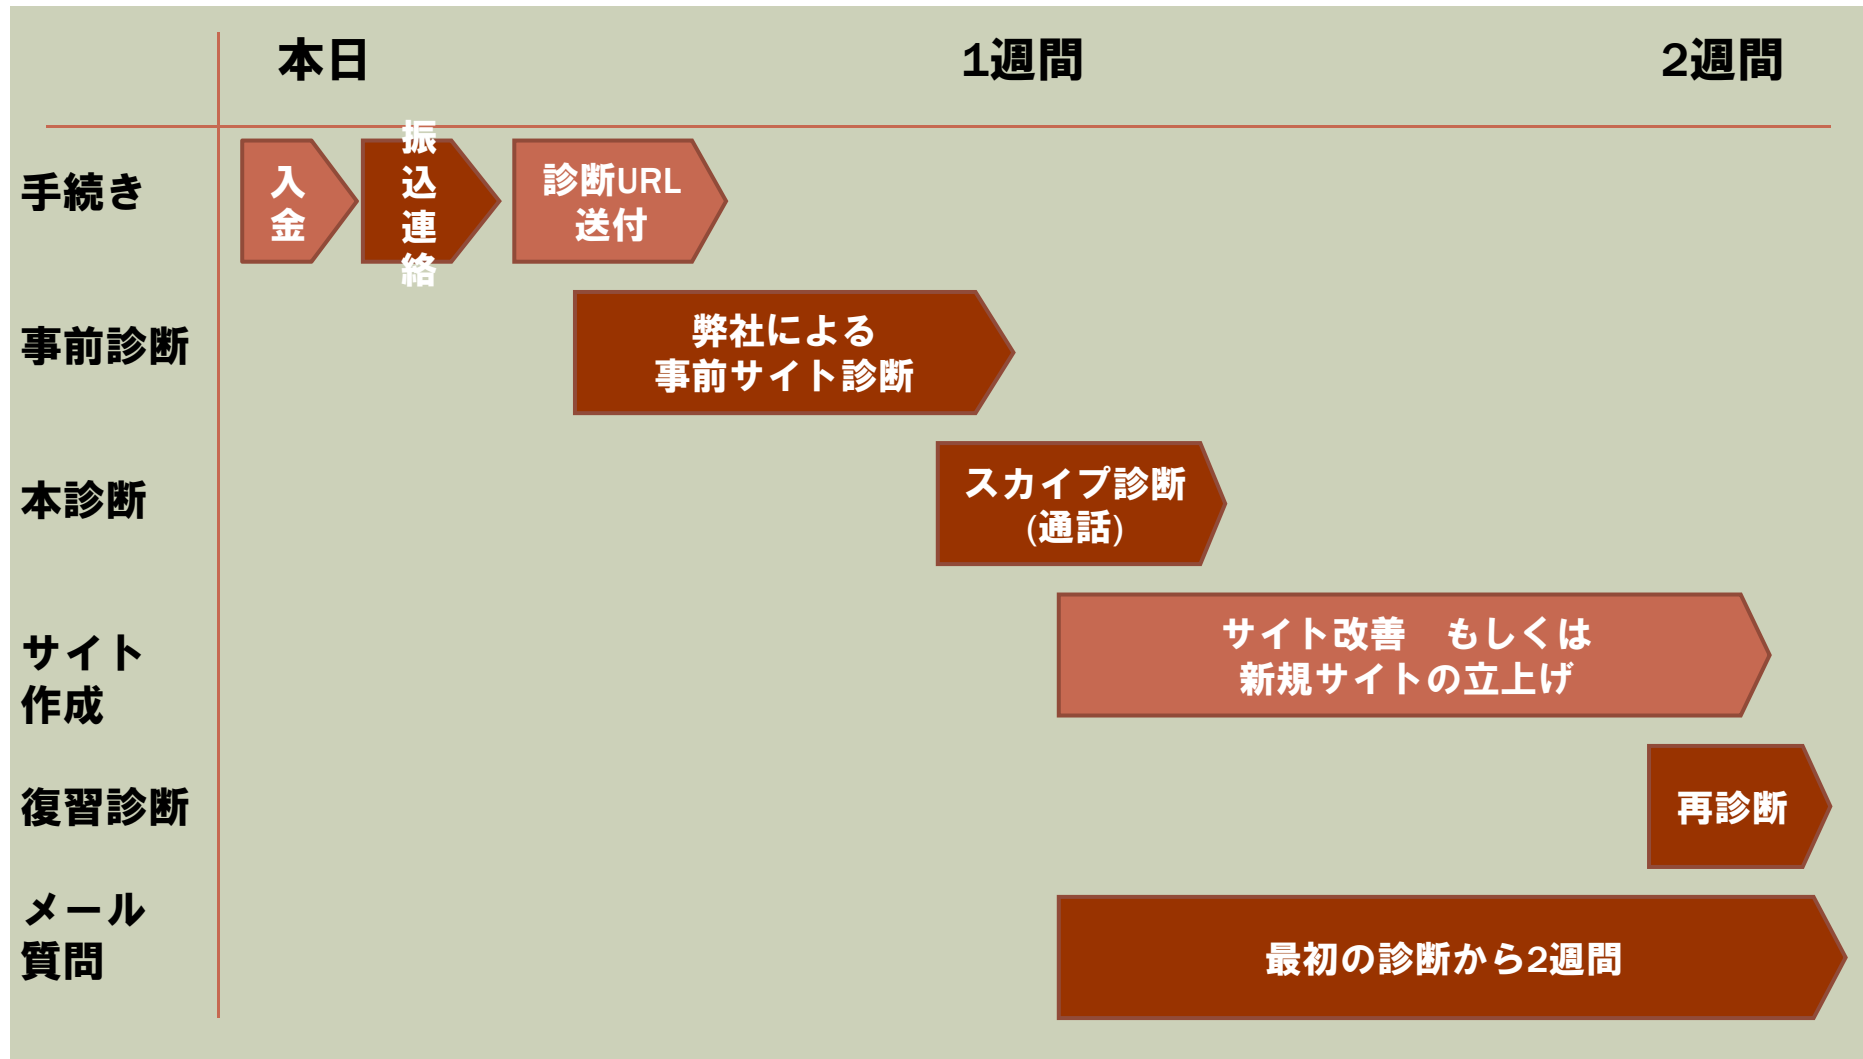 本日
1週間
2週間
手続き
入
金
振
込
連
絡
診断URL
送付
事前診断
弊社による
事前サイト診断
本診断
スカイプ診断
(通話)
サイト
作成
サイト改善　もしくは
新規サイトの立上げ
復習診断
再診断
メール
質問
最初の診断から2週間